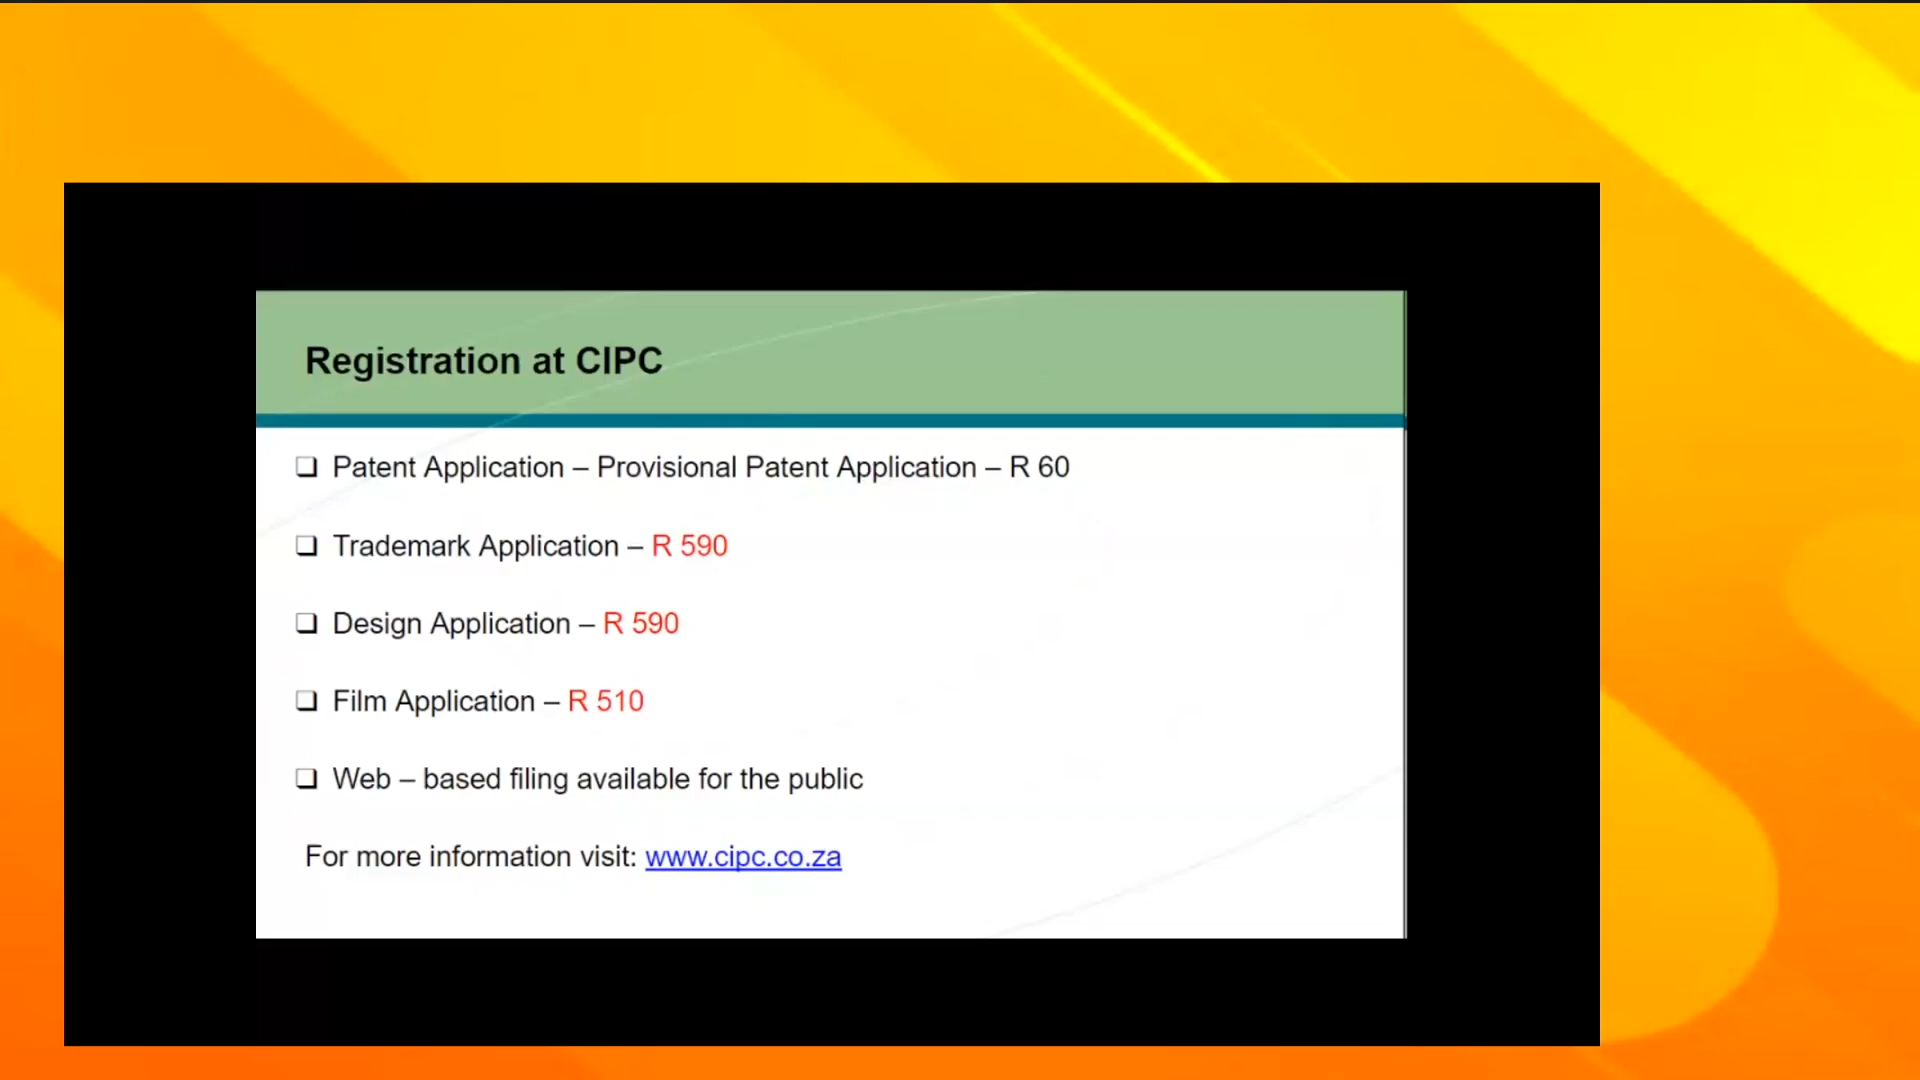 Registration at CIPC
❑ Patent Application – Provisional Patent Application – R 60
❑ Trademark Application – R 590
❑ Design Application – R 590
❑ Film Application – R 510
❑ Web – based filing available for the public
For more information visit: www.cipc.co.za